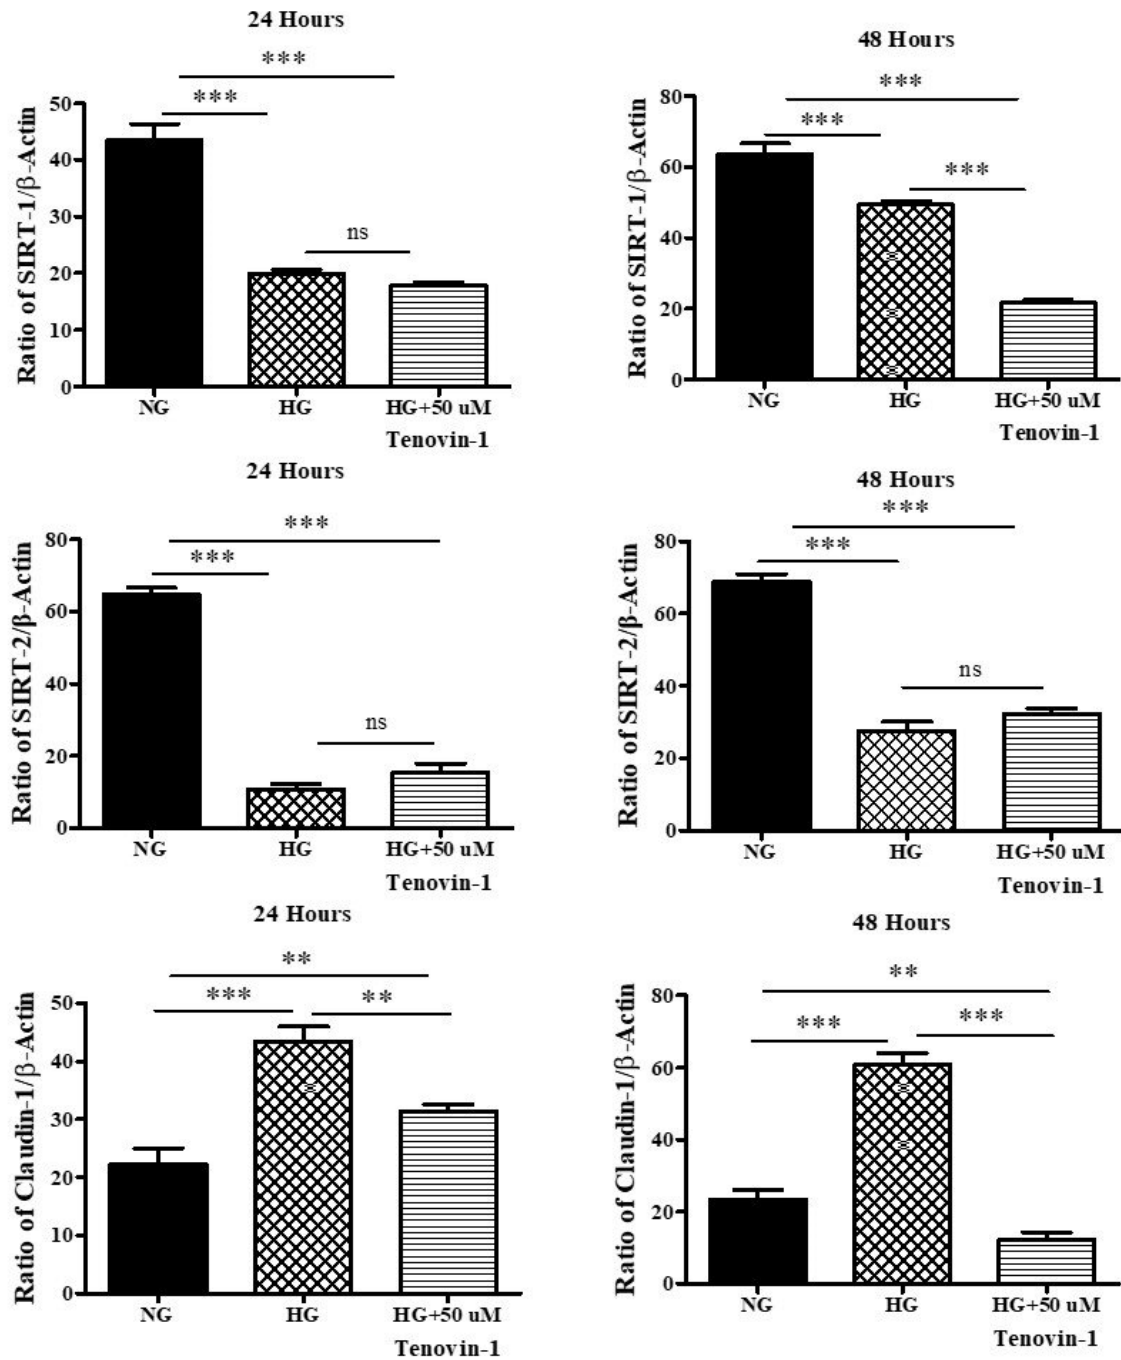 24 Hours
***
***
ns
Ratio of SIRT-1/β-Actin
50
40
30
20
10
0
NG HG HG+50 uM
Tenovin-1
48 Hours
***
***
***
Ratio of SIRT-1/β-Actin
80
60
40
20
0
NG HG HG+50 uM
Tenovin-1
24 Hours
***
***
ns
Ratio of SIRT-2/β-Actin
80
60
40
20
0
NG HG HG+50 uM
Tenovin-1
48 Hours
***
***
ns
Ratio of SIRT-2/β-Actin
80
60
40
20
0
NG HG HG+50 uM
Tenovin-1
24 Hours
**
***
**
Ratio of Claudin-1/β-Actin
50
40
30
20
10
0
NG HG HG+50 uM
Tenovin-1
48 Hours
**
***
***
Ratio of Claudin-1/β-Actin
80
60
40
20
0
NG HG HG+50 uM
Tenovin-1